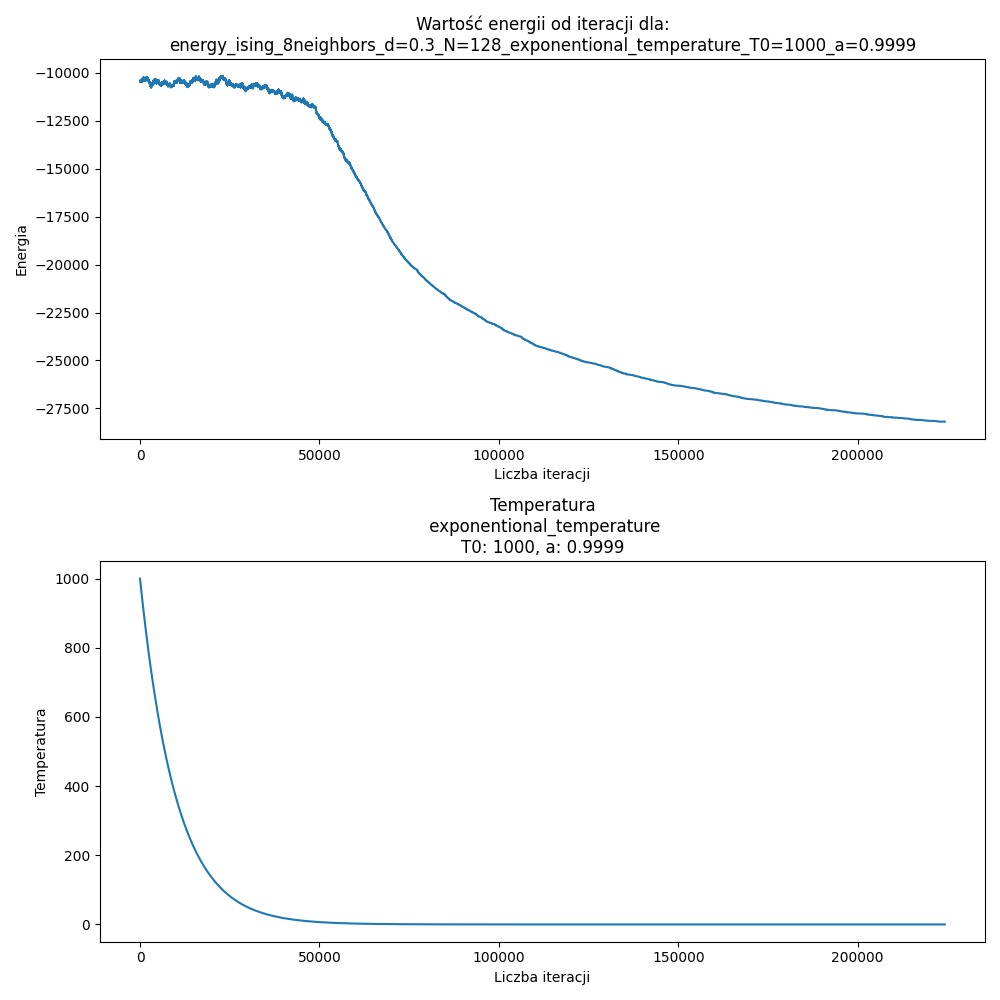 Wartość energii od iteracji dla:
energy_ising_8neighbors_d=0.3_N=128_exponentional_temperature_T0=1000_a=0.9999
−10000
−12500
−15000
−17500
−20000
−22500
−25000
−27500
Energia
0 50000 100000 150000 200000
Liczba iteracji
Temperatura
exponentional_temperature
T0: 1000, a: 0.9999
1000
800
600
400
200
0
Temperatura
0 50000 100000 150000 200000
Liczba iteracji